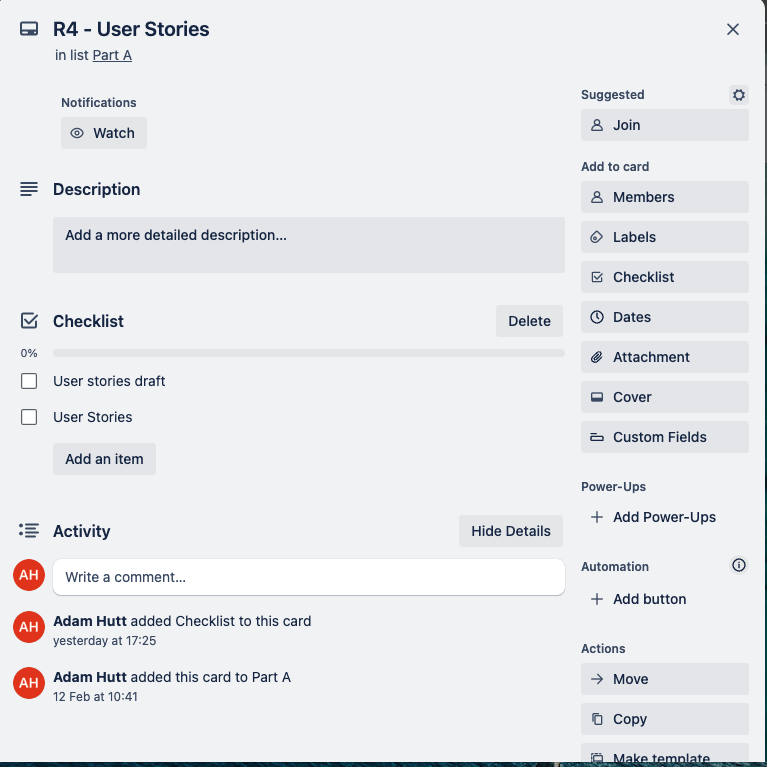 R4 - User Stories
in list Part A
Notifications
Watch
Description
Add a more detailed description...
Checklist
Delete
0%
User stories draft
User Stories
Add an item
Activity
Hide Details
AH
Write a comment...
AH
Adam Hutt added Checklist to this card
yesterday at 17:25
AH
Adam Hutt added this card to Part A
12 Feb at 10:41
Suggested
Join
Add to card
Members
Labels
Checklist
Dates
Attachment
Cover
Custom Fields
Power-Ups
Add Power-Ups
Automation
Add button
Actions
Move
Copy
Make template